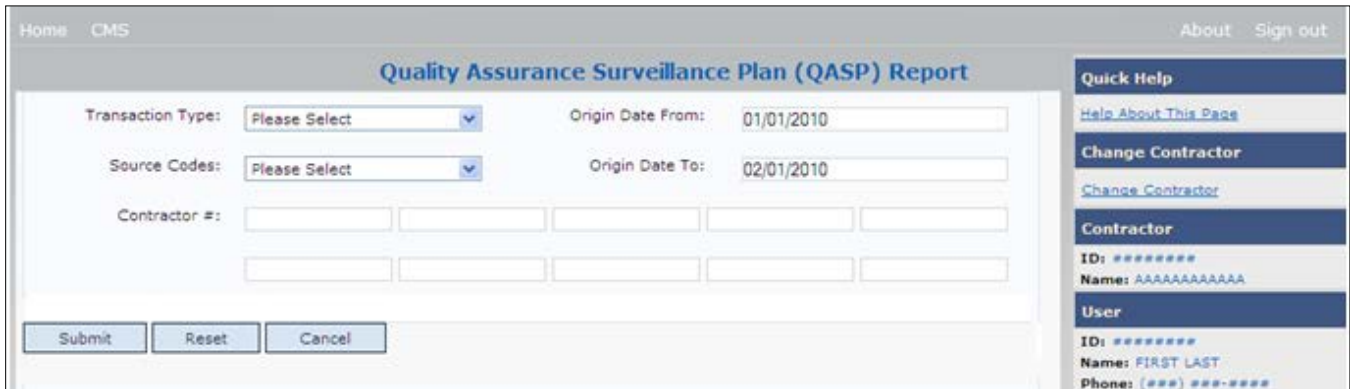 Home CMS About Sign out
Quality Assurance Surveillance Plan (QASP) Report
Transaction Type: Please Select Origin Date From: 01/01/2010
Source Codes: Please Select Origin Date To: 02/01/2010
Contractor #:
Submit Reset Cancel
Quick Help
Help About This Page
Change Contractor
Change Contractor
Contractor
ID: ########
Name: AAAAAAAAAAAA
User
ID: ########
Name: FIRST LAST
Phone: (###) ###-####